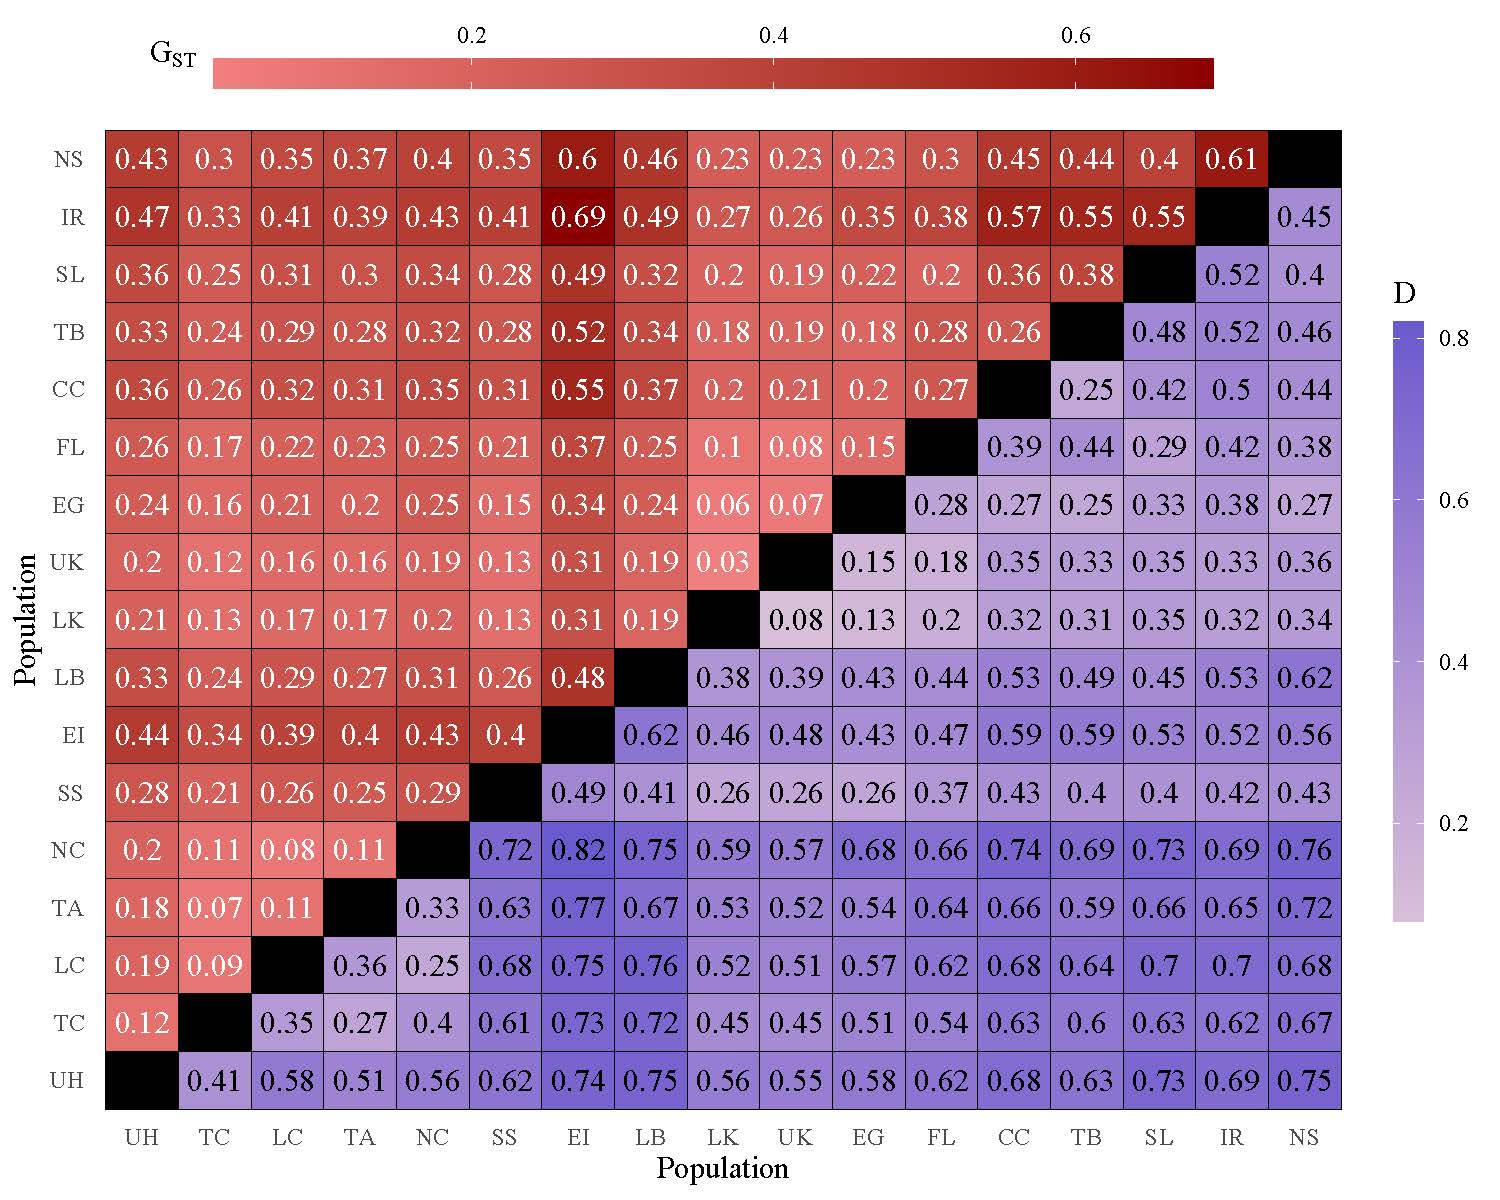 0.2 0.4 0.6
G_ST
NS 0.43 0.3 0.35 0.37 0.4 0.35 0.6 0.46 0.23 0.23 0.23 0.3 0.45 0.44 0.4 0.61
IR 0.47 0.33 0.41 0.39 0.43 0.41 0.69 0.49 0.27 0.26 0.35 0.38 0.57 0.55 0.55 0.45
SL 0.36 0.25 0.31 0.3 0.34 0.28 0.49 0.32 0.2 0.19 0.22 0.2 0.36 0.38 0.52 0.4
TB 0.33 0.24 0.29 0.28 0.32 0.28 0.52 0.34 0.18 0.19 0.18 0.28 0.26 0.48 0.52 0.46
CC 0.36 0.26 0.32 0.31 0.35 0.31 0.55 0.37 0.2 0.21 0.2 0.27 0.25 0.42 0.5 0.44
FL 0.26 0.17 0.22 0.23 0.25 0.21 0.37 0.25 0.1 0.08 0.15 0.39 0.44 0.29 0.42 0.38
EG 0.24 0.16 0.21 0.2 0.25 0.15 0.34 0.24 0.06 0.07 0.28 0.27 0.25 0.33 0.38 0.27
UK 0.2 0.12 0.16 0.16 0.19 0.13 0.31 0.19 0.03 0.15 0.18 0.35 0.33 0.35 0.33 0.36
LK 0.21 0.13 0.17 0.17 0.2 0.13 0.31 0.19 0.08 0.13 0.2 0.32 0.31 0.35 0.32 0.34
LB 0.33 0.24 0.29 0.27 0.31 0.26 0.48 0.38 0.39 0.43 0.44 0.53 0.49 0.45 0.53 0.62
EI 0.44 0.34 0.39 0.4 0.43 0.4 0.62 0.46 0.48 0.43 0.47 0.59 0.59 0.53 0.52 0.56
SS 0.28 0.21 0.26 0.25 0.29 0.49 0.41 0.26 0.26 0.26 0.37 0.43 0.4 0.4 0.42 0.43
NC 0.2 0.11 0.08 0.11 0.72 0.82 0.75 0.59 0.57 0.68 0.66 0.74 0.69 0.73 0.69 0.76
TA 0.18 0.07 0.11 0.33 0.63 0.77 0.67 0.53 0.52 0.54 0.64 0.66 0.59 0.66 0.65 0.72
LC 0.19 0.09 0.36 0.25 0.68 0.75 0.76 0.52 0.51 0.57 0.62 0.68 0.64 0.7 0.7 0.68
TC 0.12 0.35 0.27 0.4 0.61 0.73 0.72 0.45 0.45 0.51 0.54 0.63 0.6 0.63 0.62 0.67
UH 0.41 0.58 0.51 0.56 0.62 0.74 0.75 0.56 0.55 0.58 0.62 0.68 0.63 0.73 0.69 0.75
UH TC LC TA NC SS EI LB LK UK EG FL CC TB SL IR NS
Population
Population
D
0.8
0.6
0.4
0.2